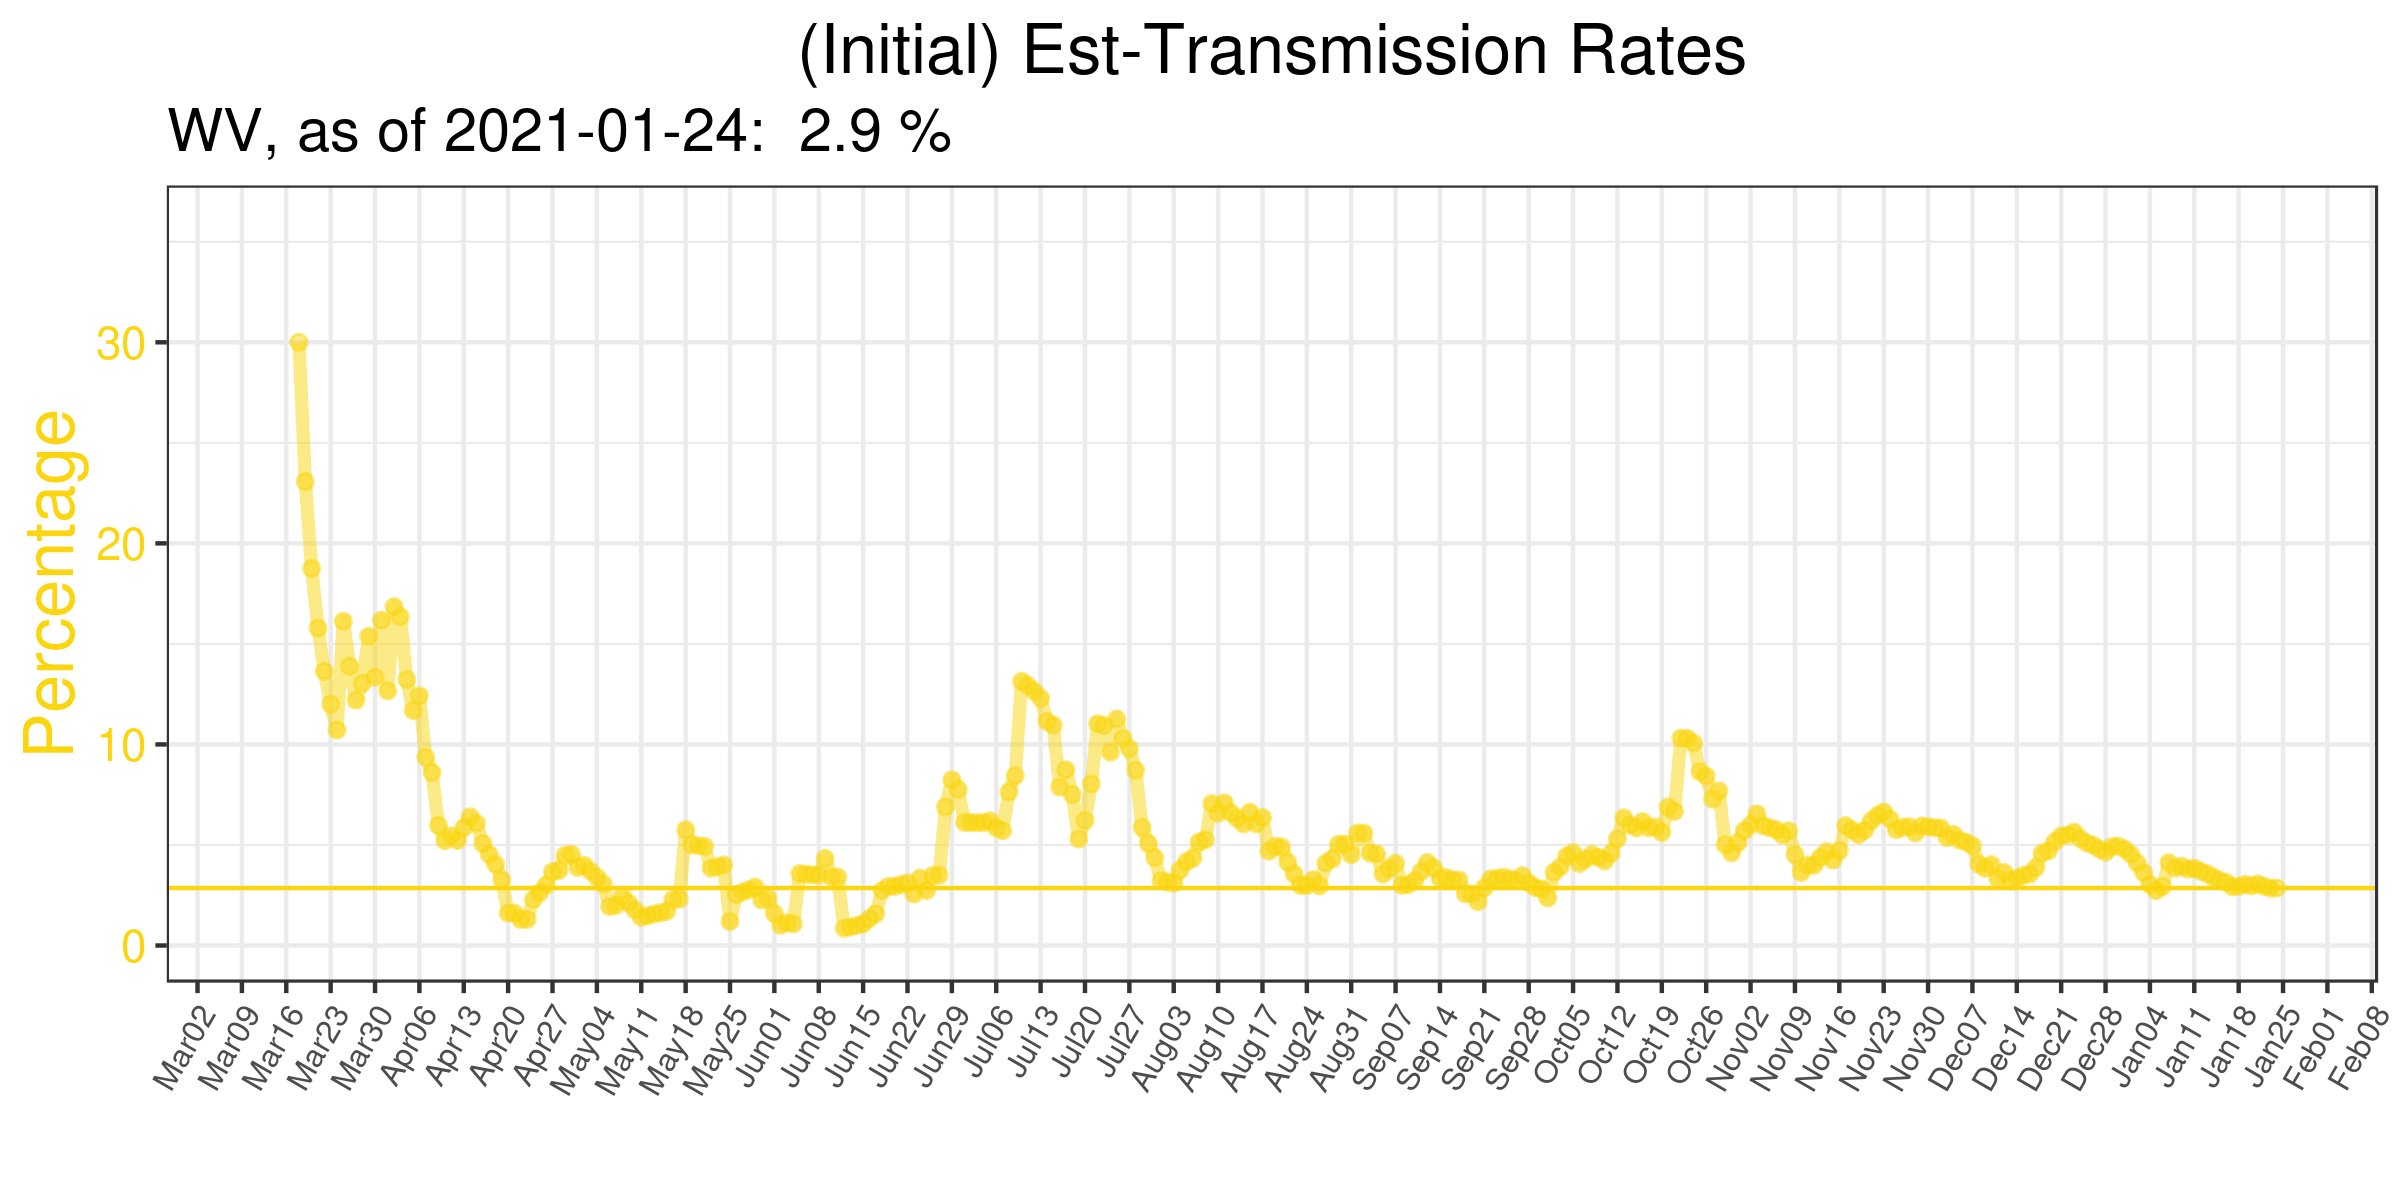 (Initial) Est-Transmission Rates
WV, as of 2021-01-24:  2.9 %
Percentage
30
20
10
0
Mar02 Mar09 Mar16 Mar23 Mar30 Apr06 Apr13 Apr20 Apr27 May04 May11 May18 May25 Jun01 Jun08 Jun15 Jun22 Jun29 Jul06 Jul13 Jul20 Jul27 Aug03 Aug10 Aug17 Aug24 Aug31 Sep07 Sep14 Sep21 Sep28 Oct05 Oct12 Oct19 Oct26 Nov02 Nov09 Nov16 Nov23 Nov30 Dec07 Dec14 Dec21 Dec28 Jan04 Jan11 Jan18 Jan25 Feb01 Feb08